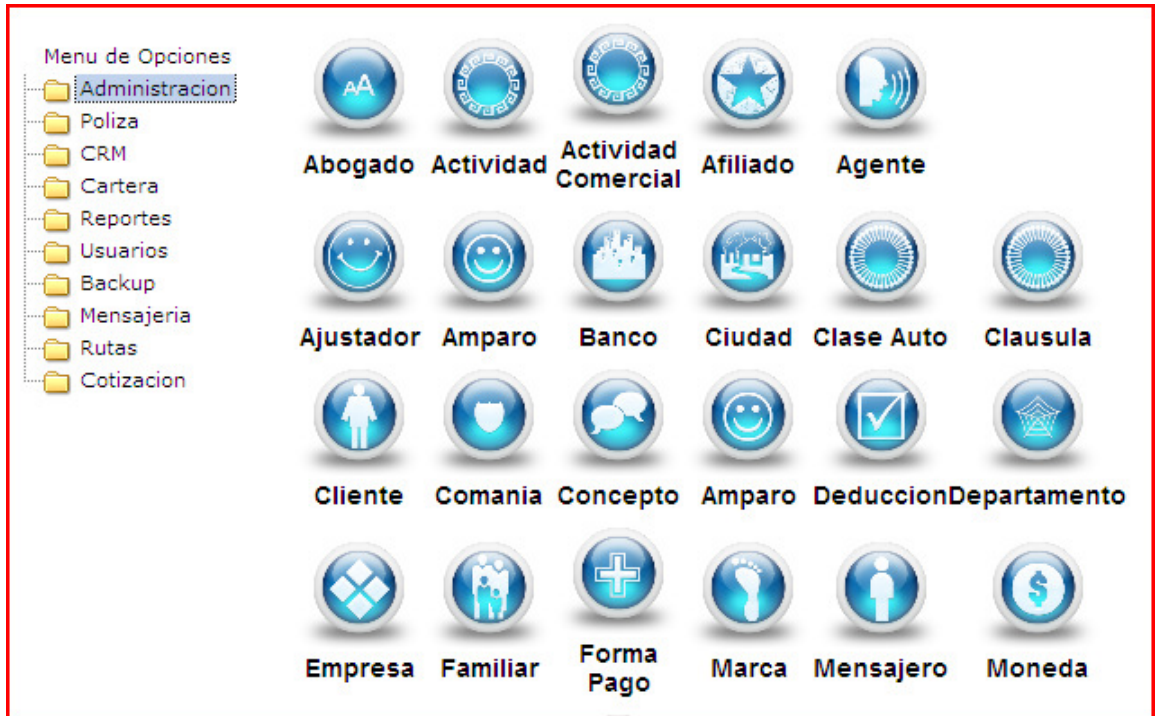 Menu de Opciones
Administracion
Poliza
CRM
Cartera
Reportes
Usuarios
Backup
Mensajeria
Rutas
Cotizacion
AA
Abogado Actividad Actividad Comercial Afiliado Agente
Ajustador Amparo Banco Ciudad Clase Auto Clausula
Cliente Comania Concepto Amparo Deduccion Departamento
$
Empresa Familiar Forma Pago Marca Mensajero Moneda